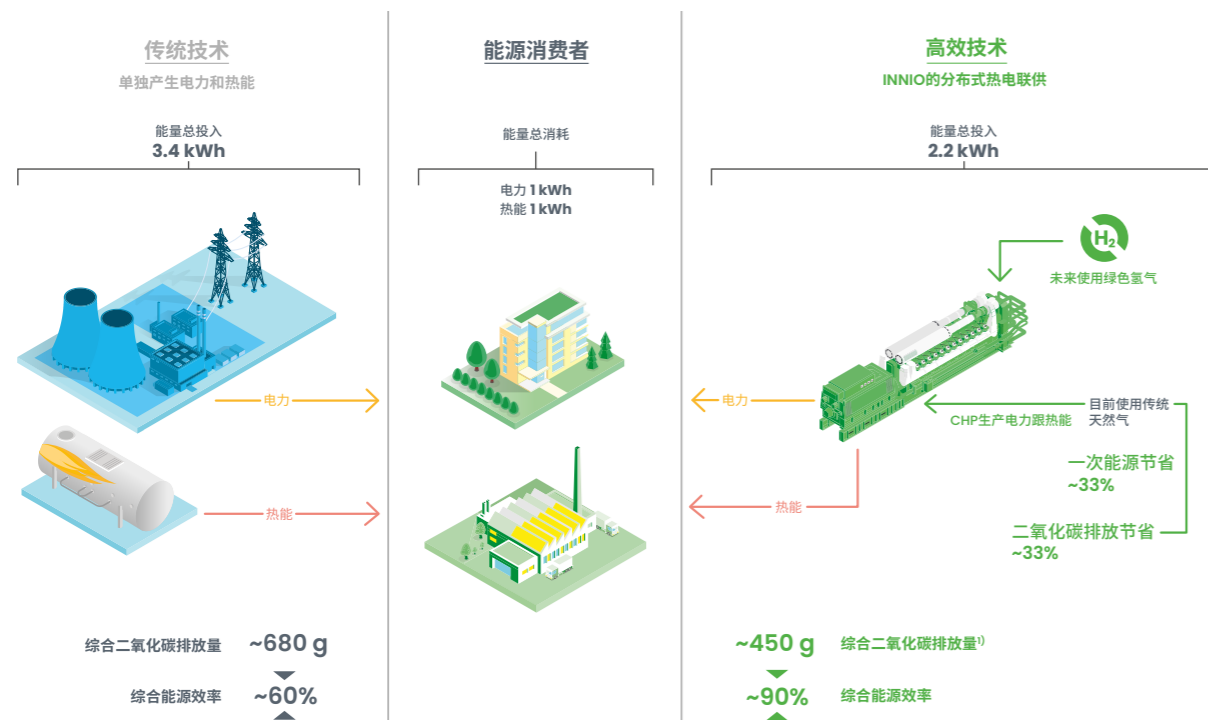 传统技术
单独产生电力和热能
能量总投入
3.4 kWh
电力
热能
综合二氧化碳排放量 ~680 g
综合能源效率 ~60%
能源消费者
能量总消耗
电力 1 kWh
热能 1 kWh
高效技术
INNIO的分布式热电联供
能量总投入
2.2 kWh
H2
未来使用绿色氢气
电力
CHP生产电力跟热能
目前使用传统
天然气
一次能源节省
~33%
热能
二氧化碳排放节省
~33%
~450 g 综合二氧化碳排放量1)
~90% 综合能源效率